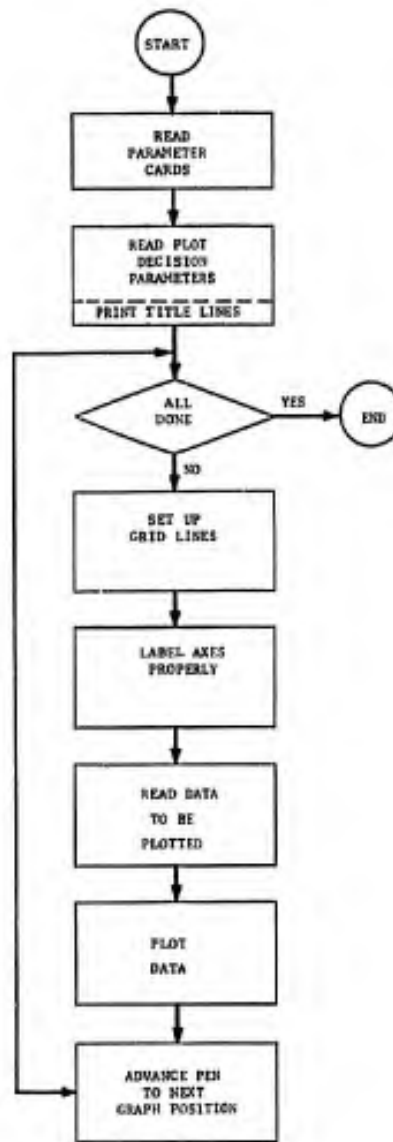 START
READ
PARAMETER
CARDS
READ PLOT
DECISION
PARAMETERS
PRINT TITLE LINES
ALL
DONE
YES
END
NO
SET UP
GRID LINES
LABEL AXES
PROPERLY
READ DATA
TO BE
PLOTTED
PLOT
DATA
ADVANCE PEN
TO NEXT
GRAPH POSITION